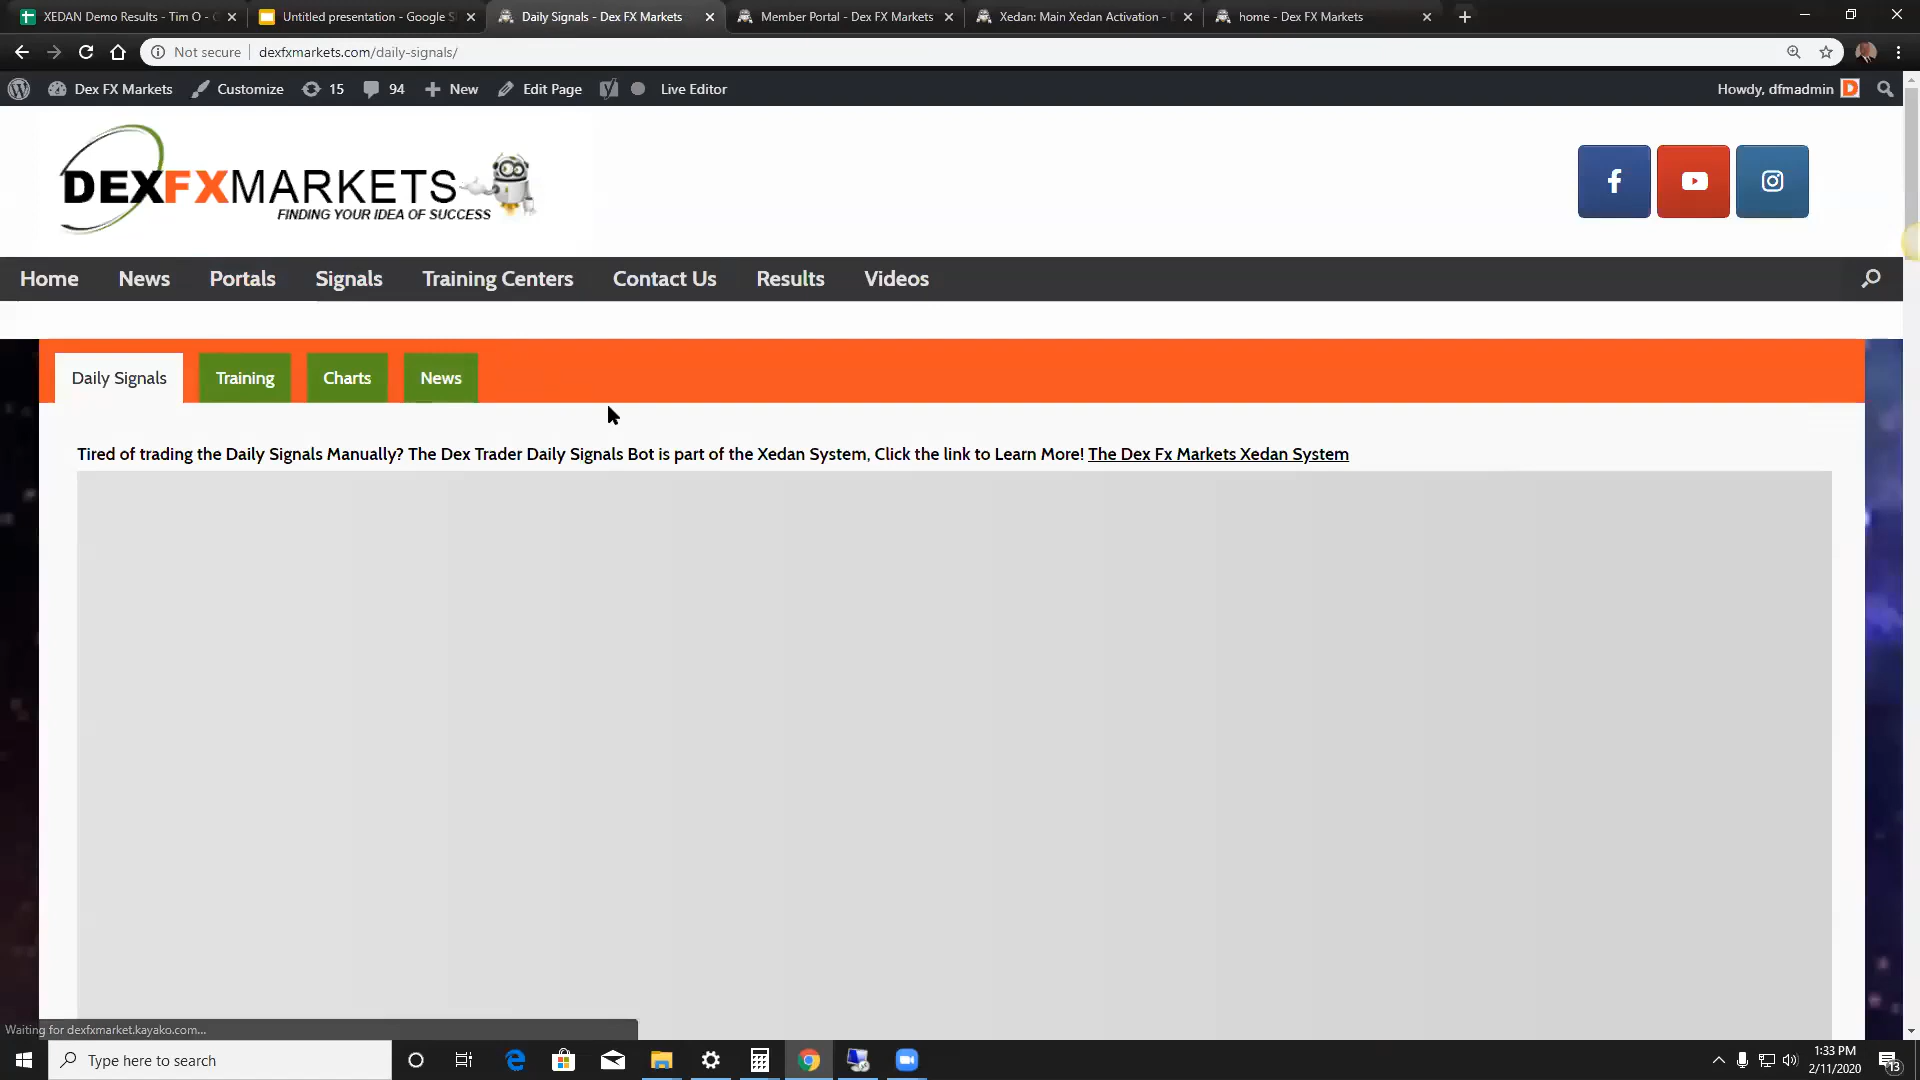 XEDAN Demo Results - Tim O -
Untitled presentation - Google S
Daily Signals - Dex FX Markets
Member Portal - Dex FX Markets
Xedan: Main Xedan Activation -
home - Dex FX Markets
Not secure
dexfxmarkets.com/daily-signals/
Dex FX Markets
Customize
15
94
New
Edit Page
Live Editor
Howdy, dfmadmin
D
DEXFXMARKETS
FINDING YOUR IDEA OF SUCCESS
Home
News
Portals
Signals
Training Centers
Contact Us
Results
Videos
Daily Signals
Training
Charts
News
Tired of trading the Daily Signals Manually? The Dex Trader Daily Signals Bot is part of the Xedan System, Click the link to Learn More! The Dex Fx Markets Xedan System
Waiting for dexfxmarket.kayako.com...
Type here to search
1:33 PM
2/11/2020
13